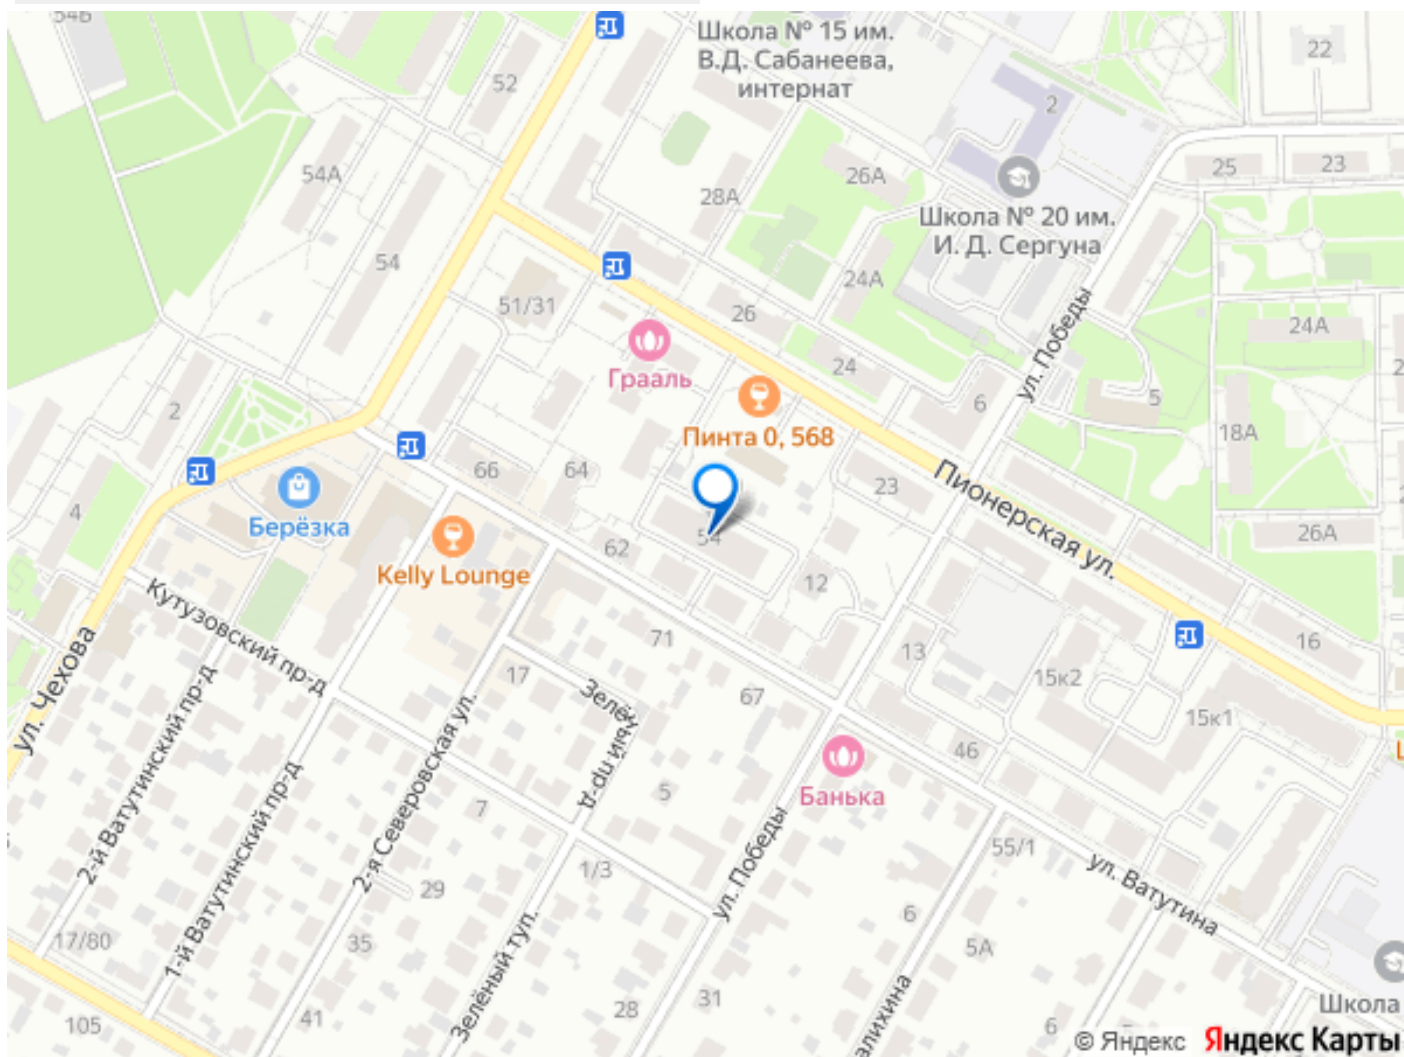 54Б
Школа № 15 им.
В.Д. Сабанеева,
интернат
22
52
2
54А
26А
25
23
28А
Школа № 20 им.
И. Д. Сергуна
54
24А
51/31
26
ул. Победы
24А
Грааль
24
2
6
5
Пинта 0, 568
18А
66
64
23
Пионерская ул.
4
Берёзка
54
26А
Kelly Lounge
62
12
Кутузовский пр-д
71
13
16
ул. Чехова
17
Зелёный пр-д
67
15к2
15к1
46
Банька
5
7
2-й Ватутинский пр-д
1-й Ватутинский пр-д
2-я Северовская ул.
ул. Победы
55/1
1/3
ул. Ватутина
29
6
17/80
35
Зелёный туп.
5А
31
28
41
105
6
Школа
© Яндекс Яндекс Карты